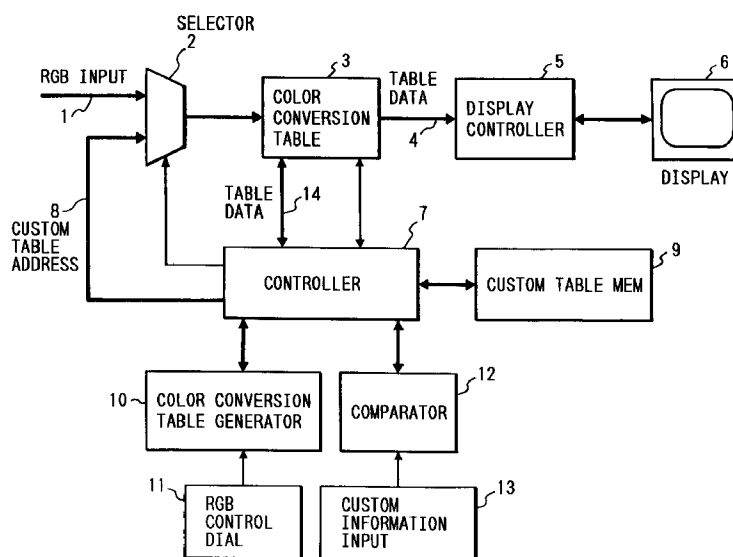 SELECTOR
2
RGB INPUT
1
3
COLOR
CONVERSION
TABLE
TABLE
DATA
4
5
DISPLAY
CONTROLLER
6
DISPLAY
8
CUSTOM
TABLE
ADDRESS
TABLE
DATA
14
7
CONTROLLER
9
CUSTOM TABLE MEM
10
COLOR CONVERSION
TABLE GENERATOR
12
COMPARATOR
11
RGB
CONTROL
DIAL
CUSTOM
INFORMATION
INPUT
13